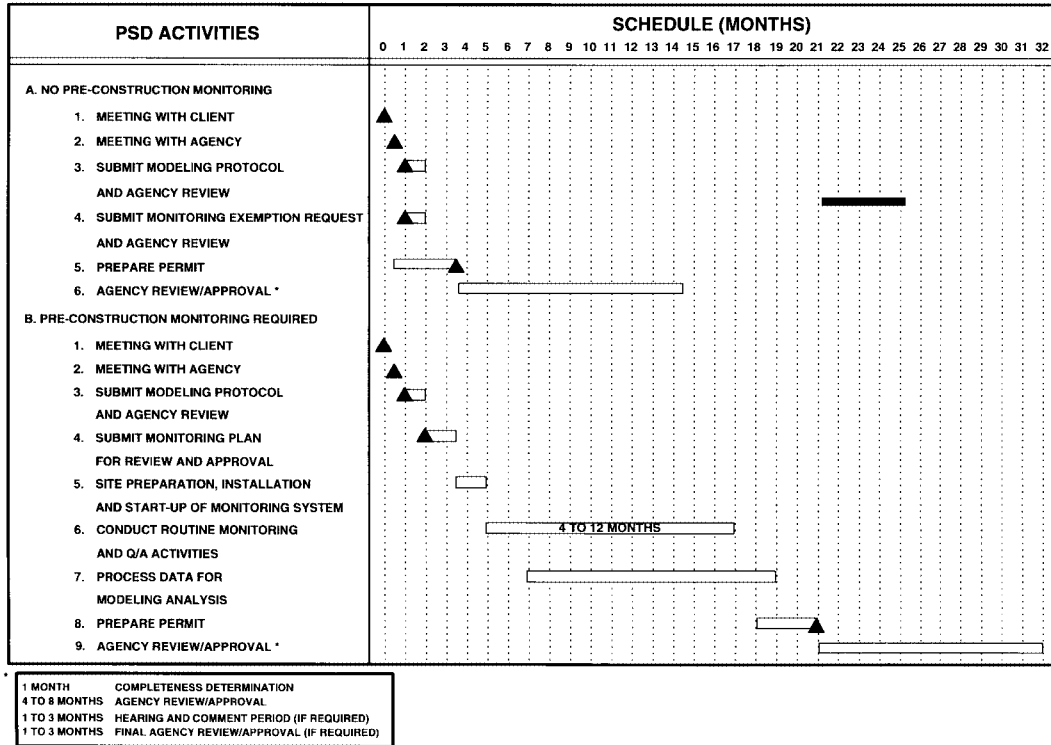 PSD ACTIVITIES
SCHEDULE (MONTHS)
0 1 2 3 4 5 6 7 8 9 10 11 12 13 14 15 16 17 18 19 20 21 22 23 24 25 26 27 28 29 30 31 32
A. NO PRE-CONSTRUCTION MONITORING
1. MEETING WITH CLIENT
2. MEETING WITH AGENCY
3. SUBMIT MODELING PROTOCOL
AND AGENCY REVIEW
4. SUBMIT MONITORING EXEMPTION REQUEST
AND AGENCY REVIEW
5. PREPARE PERMIT
6. AGENCY REVIEW/APPROVAL *
B. PRE-CONSTRUCTION MONITORING REQUIRED
1. MEETING WITH CLIENT
2. MEETING WITH AGENCY
3. SUBMIT MODELING PROTOCOL
AND AGENCY REVIEW
4. SUBMIT MONITORING PLAN
FOR REVIEW AND APPROVAL
5. SITE PREPARATION, INSTALLATION
AND START-UP OF MONITORING SYSTEM
6. CONDUCT ROUTINE MONITORING
AND Q/A ACTIVITIES
4 TO 12 MONTHS
7. PROCESS DATA FOR
MODELING ANALYSIS
8. PREPARE PERMIT
9. AGENCY REVIEW/APPROVAL *
*
1 MONTH COMPLETENESS DETERMINATION
4 TO 8 MONTHS AGENCY REVIEW/APPROVAL
1 TO 3 MONTHS HEARING AND COMMENT PERIOD (IF REQUIRED)
1 TO 3 MONTHS FINAL AGENCY REVIEW/APPROVAL (IF REQUIRED)